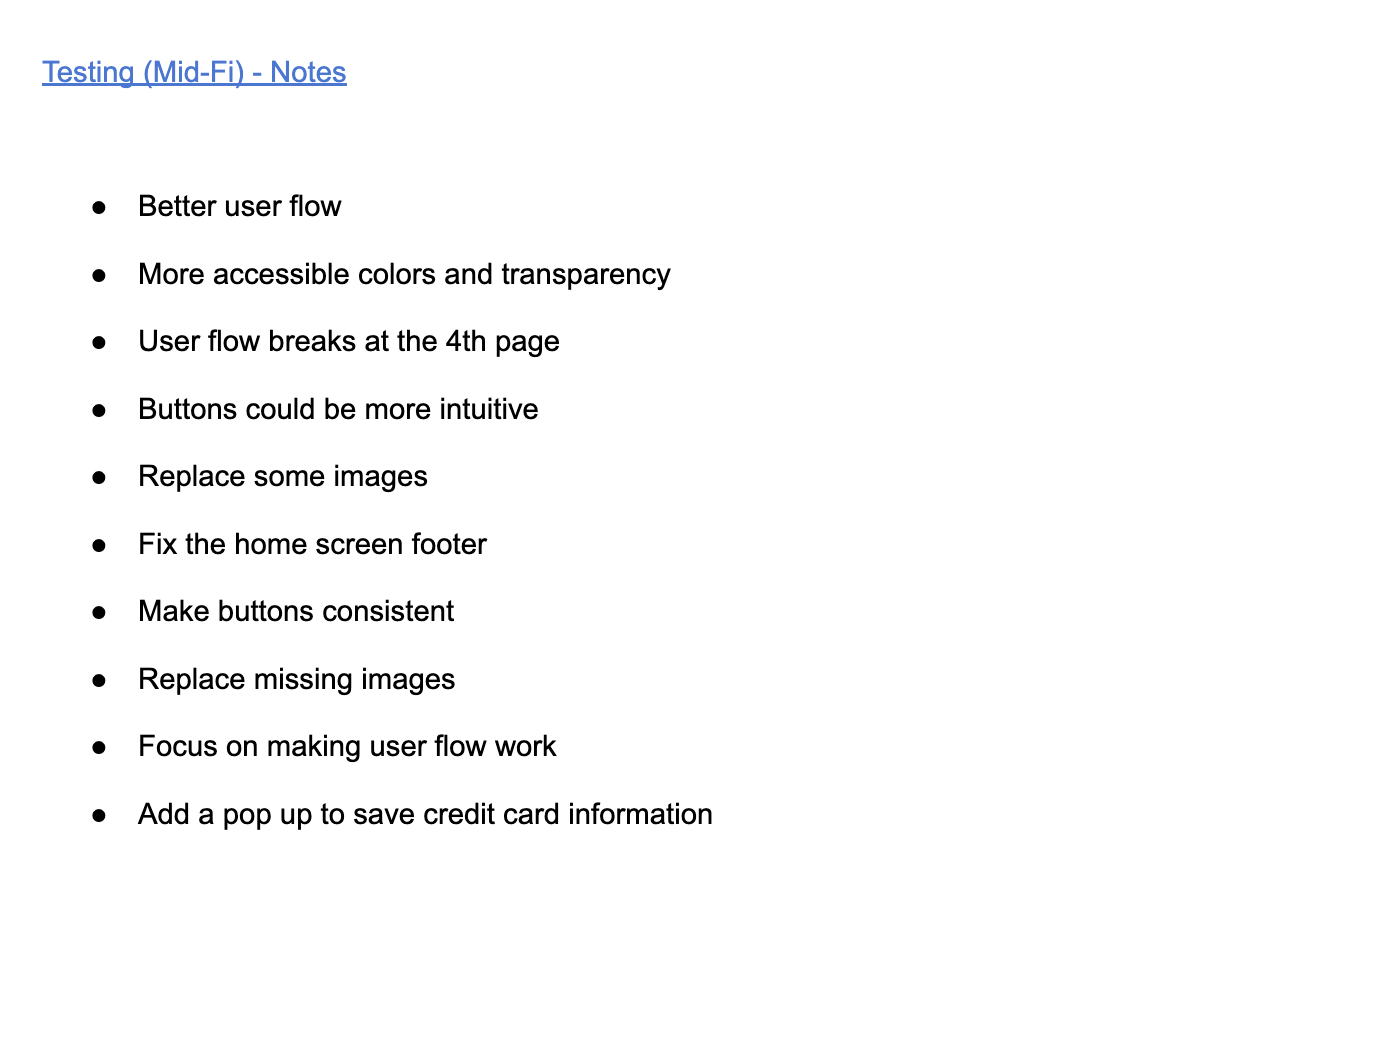 Testing (Mid-Fi) - Notes
● Better user flow
● More accessible colors and transparency
● User flow breaks at the 4th page
● Buttons could be more intuitive
● Replace some images
● Fix the home screen footer
● Make buttons consistent
● Replace missing images
● Focus on making user flow work
● Add a pop up to save credit card information